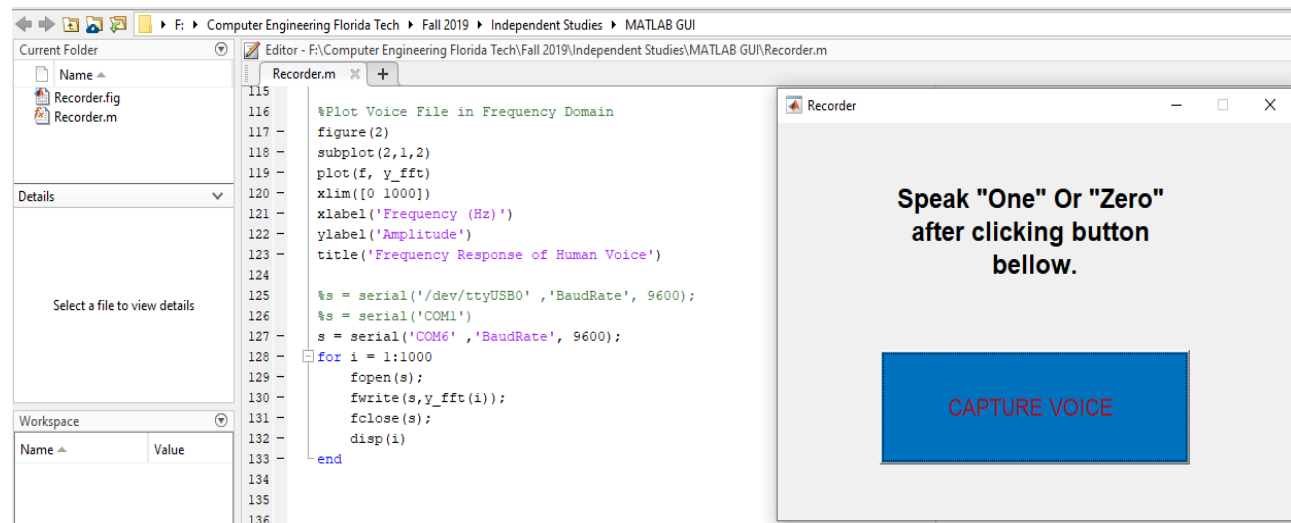 F: ▸ Computer Engineering Florida Tech ▸ Fall 2019 ▸ Independent Studies ▸ MATLAB GUI
Current Folder
Name
Recorder.fig
Recorder.m
Details
Select a file to view details
Workspace
Name Value
Editor - F:\Computer Engineering Florida Tech\Fall 2019\Independent Studies\MATLAB GUI\Recorder.m
Recorder.m
115
116 %Plot Voice File in Frequency Domain
117 – figure(2)
118 – subplot(2,1,2)
119 – plot(f, y_fft)
120 – xlim([0 1000])
121 – xlabel('Frequency (Hz)')
122 – ylabel('Amplitude')
123 – title('Frequency Response of Human Voice')
124
125 %s = serial('/dev/ttyUSB0' ,'BaudRate', 9600);
126 %s = serial('COM1')
127 – s = serial('COM6' ,'BaudRate', 9600);
128 – for i = 1:1000
129 – fopen(s);
130 – fwrite(s,y_fft(i));
131 – fclose(s);
132 – disp(i)
133 – end
134
135
136
Recorder
Speak "One" Or "Zero"
after clicking button
bellow.
CAPTURE VOICE